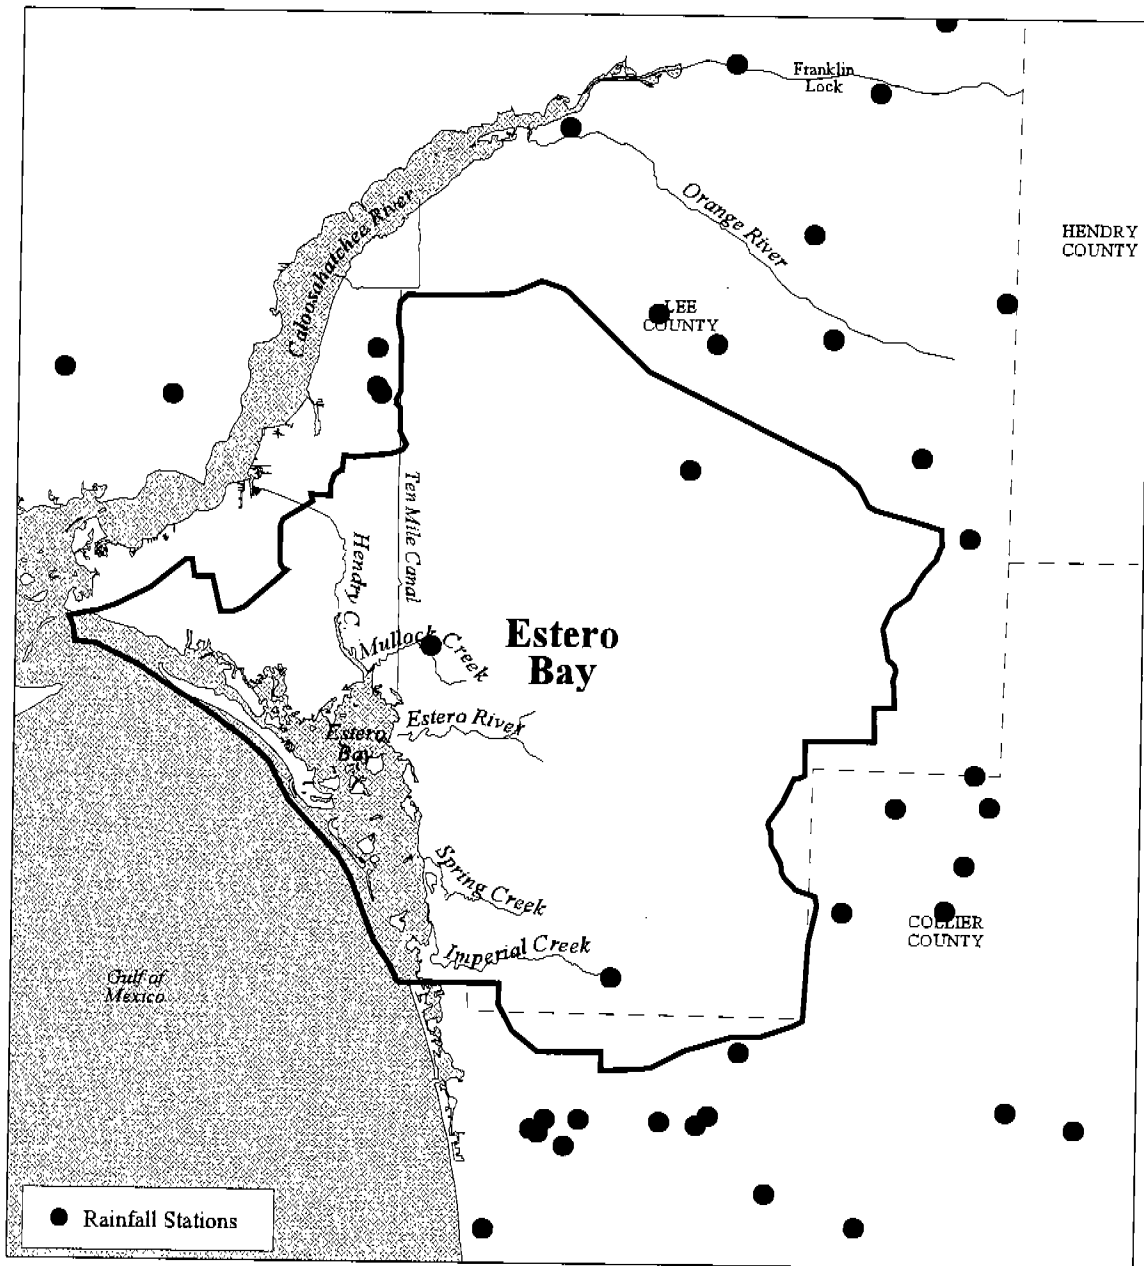 Franklin
Lock
Orange River
HENDRY
COUNTY
Caloosahatchee River
LEE
COUNTY
Ten Mile Canal
Hendry C.
Mullock Creek
Estero
Bay
Estero River
Estero
Bay
Spring Creek
Imperial Creek
COLLIER
COUNTY
Gulf of
Mexico
Rainfall Stations